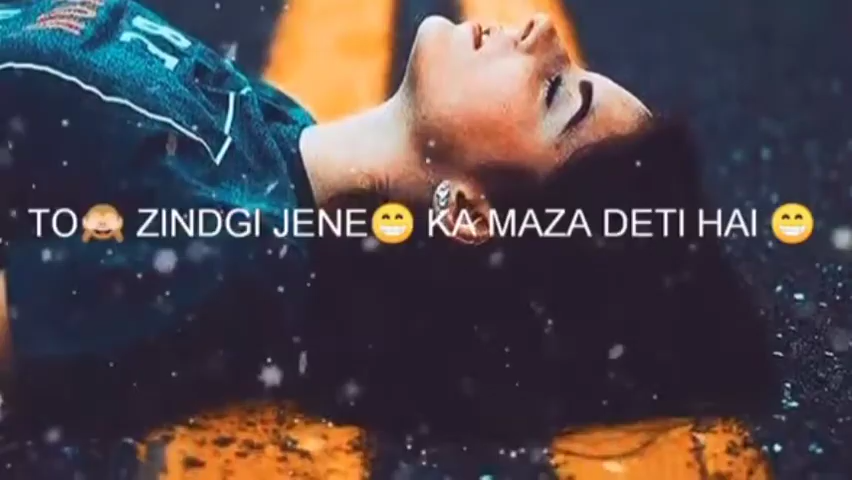 TO🙈 ZINDGI JENE😁 KA MAZA DETI HAI 😁